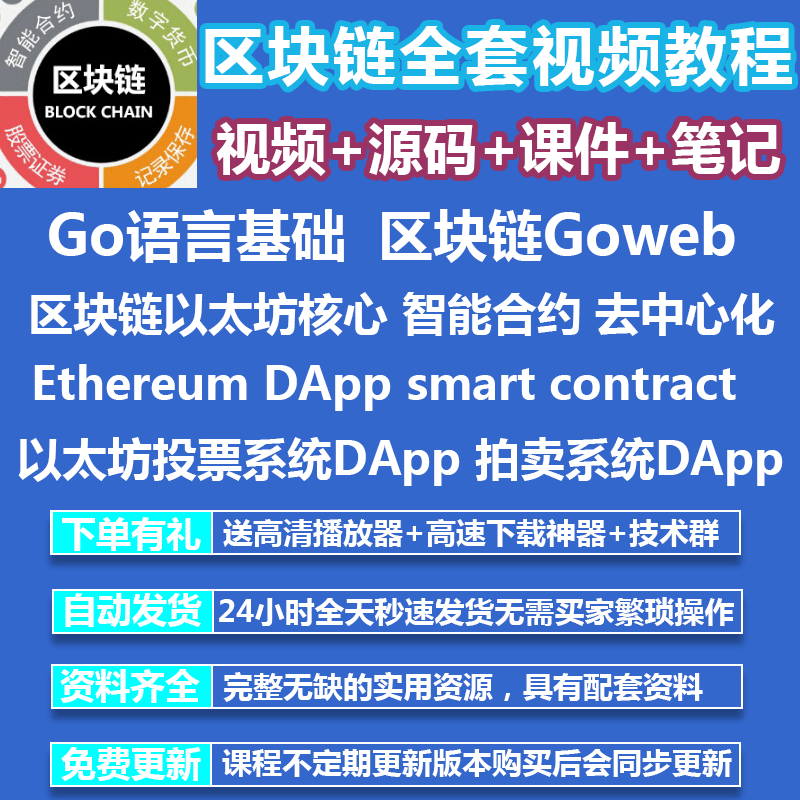 智能合约
数字货币
区块链
BLOCK CHAIN
股票证券
记录保存
区块链全套视频教程
视频+源码+课件+笔记
Go语言基础 区块链Goweb
区块链以太坊核心 智能合约 去中心化
Ethereum DApp smart contract
以太坊投票系统DApp 拍卖系统DApp
下单有礼 送高清播放器+高速下载神器+技术群
自动发货 24小时全天秒速发货无需买家繁琐操作
资料齐全 完整无缺的实用资源，具有配套资料
免费更新 课程不定期更新版本购买后会同步更新